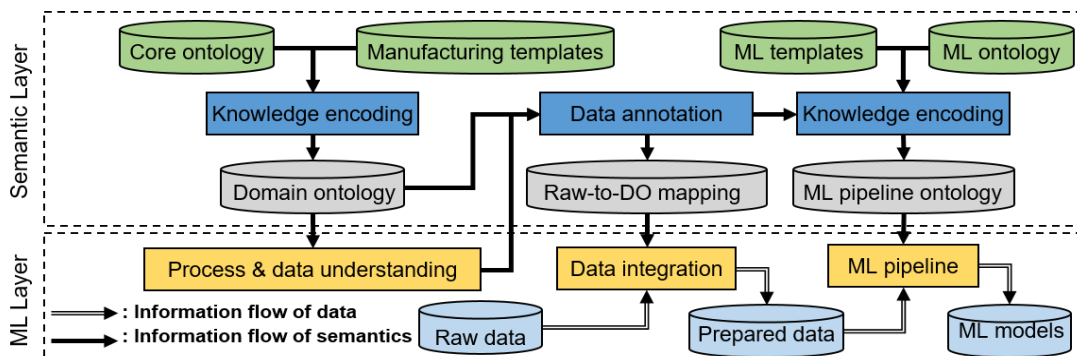 Semantic Layer
Core ontology
Manufacturing templates
ML templates
ML ontology
Knowledge encoding
Data annotation
Knowledge encoding
Domain ontology
Raw-to-DO mapping
ML pipeline ontology
ML Layer
Process & data understanding
Data integration
ML pipeline
: Information flow of data
: Information flow of semantics
Raw data
Prepared data
ML models